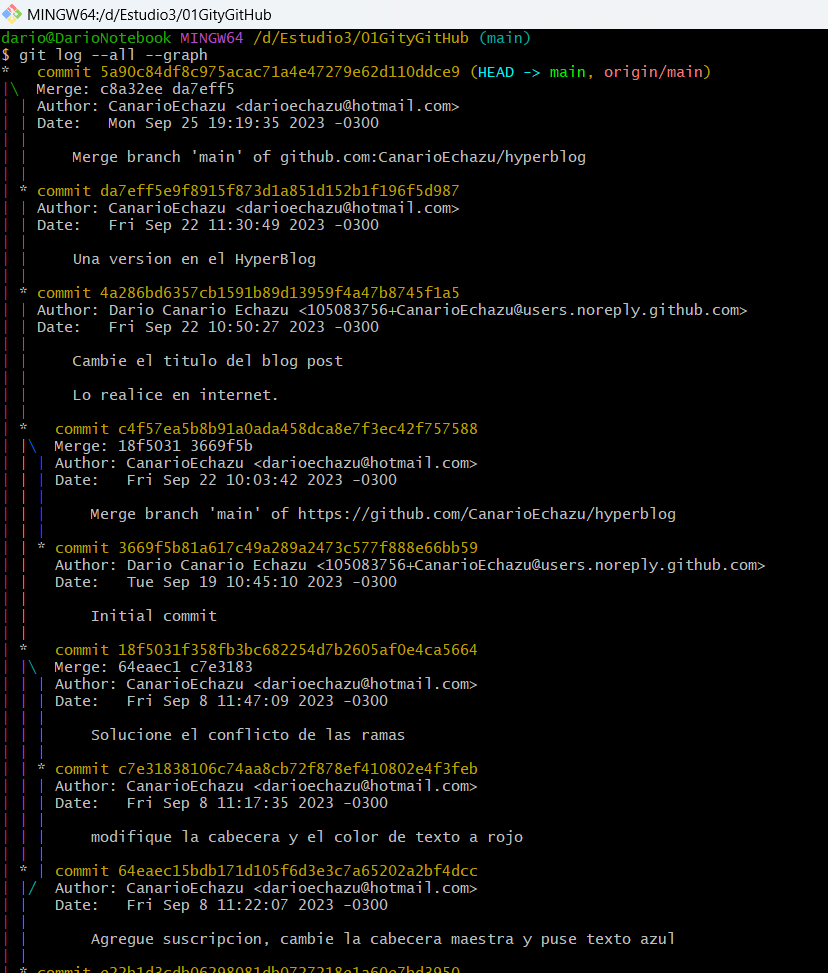 MINGW64:/d/Estudio3/01GityGitHub
dario@DarioNotebook MINGW64 /d/Estudio3/01GityGitHub (main)
$ git log --all --graph
*   commit 5a90c84df8c975acac71a4e47279e62d110ddce9 (HEAD -> main, origin/main)
|\  Merge: c8a32ee da7eff5
| | Author: CanarioEchazu <darioechazu@hotmail.com>
| | Date:   Mon Sep 25 19:19:35 2023 -0300
| |
| |     Merge branch 'main' of github.com:CanarioEchazu/hyperblog
| |
| * commit da7eff5e9f8915f873d1a851d152b1f196f5d987
| | Author: CanarioEchazu <darioechazu@hotmail.com>
| | Date:   Fri Sep 22 11:30:49 2023 -0300
| |
| |     Una version en el HyperBlog
| |
| * commit 4a286bd6357cb1591b89d13959f4a47b8745f1a5
| | Author: Dario Canario Echazu <105083756+CanarioEchazu@users.noreply.github.com>
| | Date:   Fri Sep 22 10:50:27 2023 -0300
| |
| |     Cambie el titulo del blog post
| |
| |     Lo realice en internet.
| |
| *   commit c4f57ea5b8b91a0ada458dca8e7f3ec42f757588
| |\  Merge: 18f5031 3669f5b
| | | Author: CanarioEchazu <darioechazu@hotmail.com>
| | | Date:   Fri Sep 22 10:03:42 2023 -0300
| | |
| | |     Merge branch 'main' of https://github.com/CanarioEchazu/hyperblog
| | |
| | * commit 3669f5b81a617c49a289a2473c577f888e66bb59
| |   Author: Dario Canario Echazu <105083756+CanarioEchazu@users.noreply.github.com>
| |   Date:   Tue Sep 19 10:45:10 2023 -0300
| |
| |       Initial commit
| |
| *   commit 18f5031f358fb3bc682254d7b2605af0e4ca5664
| |\  Merge: 64eaec1 c7e3183
| | | Author: CanarioEchazu <darioechazu@hotmail.com>
| | | Date:   Fri Sep 8 11:47:09 2023 -0300
| | |
| | |     Solucione el conflicto de las ramas
| | |
| | * commit c7e31838106c74aa8cb72f878ef410802e4f3feb
| | | Author: CanarioEchazu <darioechazu@hotmail.com>
| | | Date:   Fri Sep 8 11:17:35 2023 -0300
| | |
| | |     modifique la cabecera y el color de texto a rojo
| | |
| * | commit 64eaec15bdb171d105f6d3e3c7a65202a2bf4dcc
| |/  Author: CanarioEchazu <darioechazu@hotmail.com>
| |   Date:   Fri Sep 8 11:22:07 2023 -0300
| |
| |       Agregue suscripcion, cambie la cabecera maestra y puse texto azul
| |
| * commit